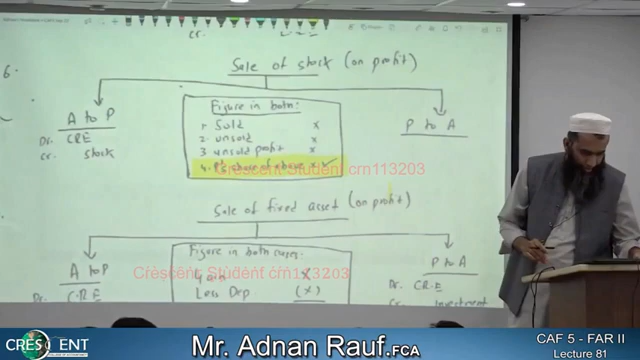 cr.
6.
Sale of stock (on profit)
A to P
Dr. CRE
cr. stock
Figure in both:
1. Sold x
2. unsold x
3. unsold profit x
4. P's share of above x ✓
P to A
Crescent Student crn113203
Sale of fixed asset (on profit)
A to P
Dr. CRE
Figure in both cases:
Gain x
Less Dep (x)
P to A
Dr. CRE
cr. investment
Crescent Student crn113203
CRESCENT
Mr. Adnan Rauf.FCA
CAF 5 - FAR II
Lecture 81